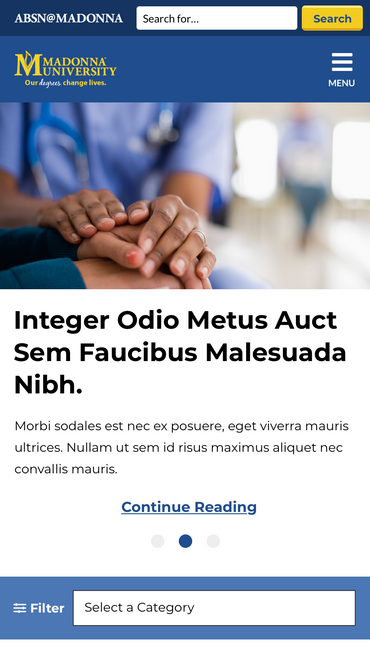 ABSN@MADONNA
Search for...
Search
MADONNA
UNIVERSITY
Our degrees change lives.
MENU
Integer Odio Metus Auct
Sem Faucibus Malesuada
Nibh.
Morbi sodales est nec ex posuere, eget viverra mauris
ultrices. Nullam ut sem id risus maximus aliquet nec
convallis mauris.
Continue Reading
Filter
Select a Category